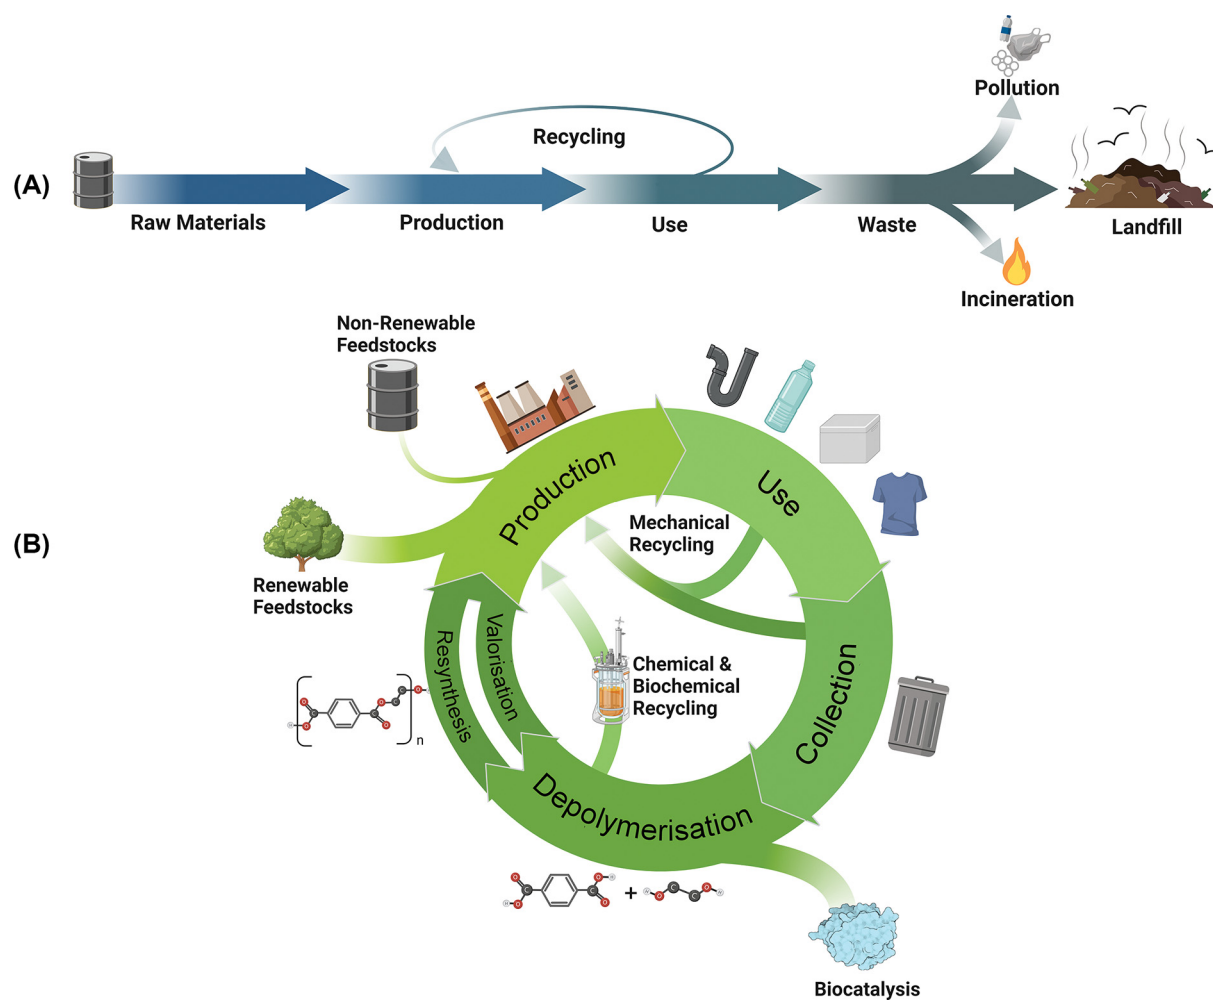 Pollution
Recycling
(A)
Raw Materials
Production
Use
Waste
Landfill
Incineration
Non-Renewable
Feedstocks
Production
Use
Mechanical
Recycling
(B)
Renewable
Feedstocks
Resynthesis
Valorisation
Chemical &
Biochemical
Recycling
Collection
n
Depolymerisation
+
Biocatalysis